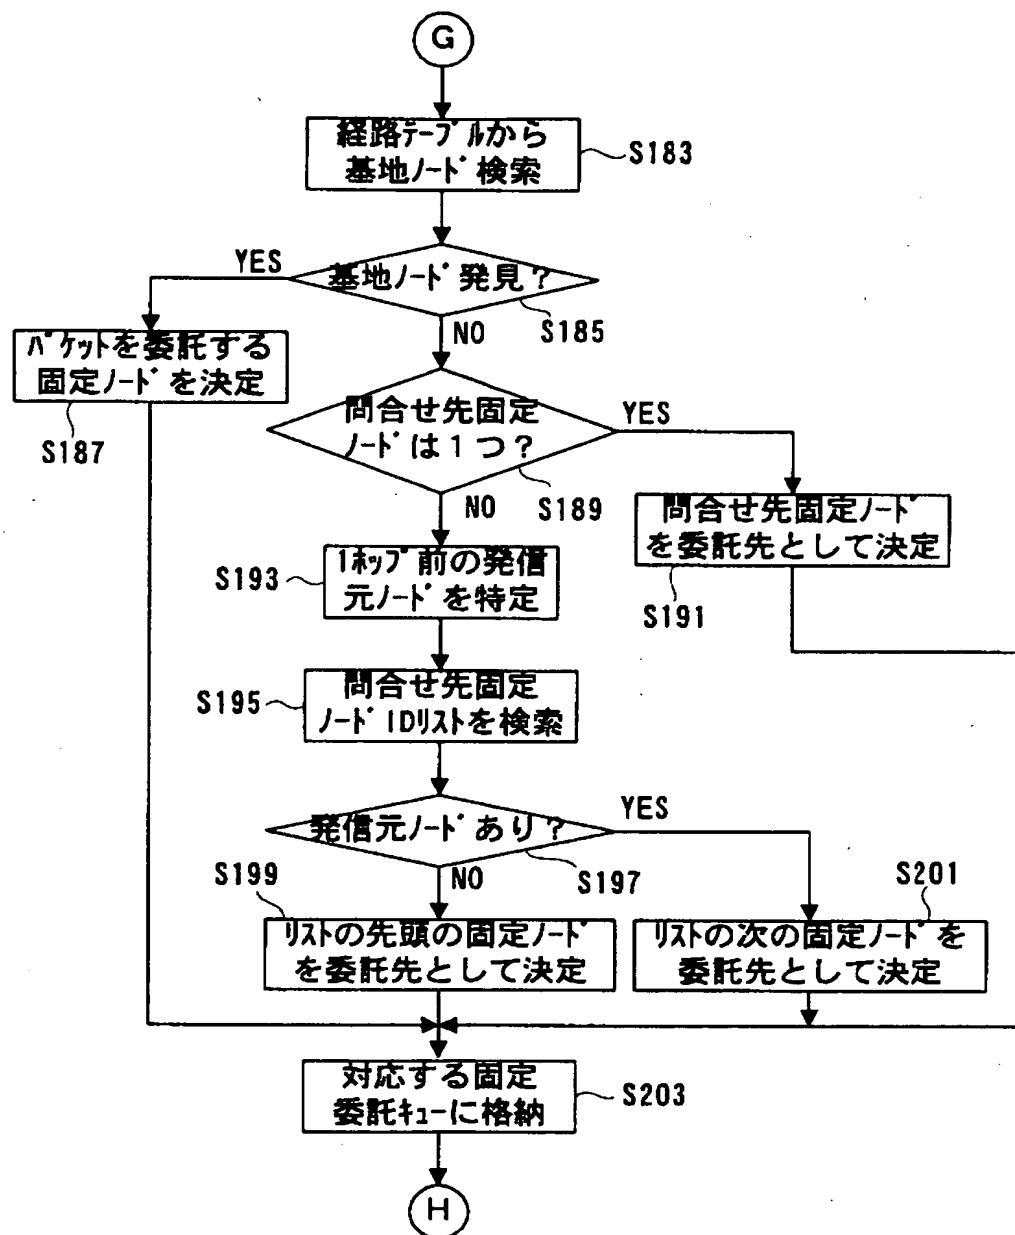 G
経路ﾃｰﾌﾞﾙから
基地ﾉｰﾄﾞ検索
S183
YES
基地ﾉｰﾄﾞ発見？
S185
NO
ﾊﾟｹｯﾄを委託する
固定ﾉｰﾄﾞを決定
S187
問合せ先固定
ﾉｰﾄﾞは１つ？
YES
S189
NO
問合せ先固定ﾉｰﾄﾞ
を委託先として決定
S191
S193
1ﾎｯﾌﾟ前の発信
元ﾉｰﾄﾞを特定
S195
問合せ先固定
ﾉｰﾄﾞIDﾘｽﾄを検索
発信元ﾉｰﾄﾞあり？
YES
S197
NO
S199
ﾘｽﾄの先頭の固定ﾉｰﾄﾞ
を委託先として決定
S201
ﾘｽﾄの次の固定ﾉｰﾄﾞを
委託先として決定
対応する固定
委託ｷｭｰに格納
S203
H